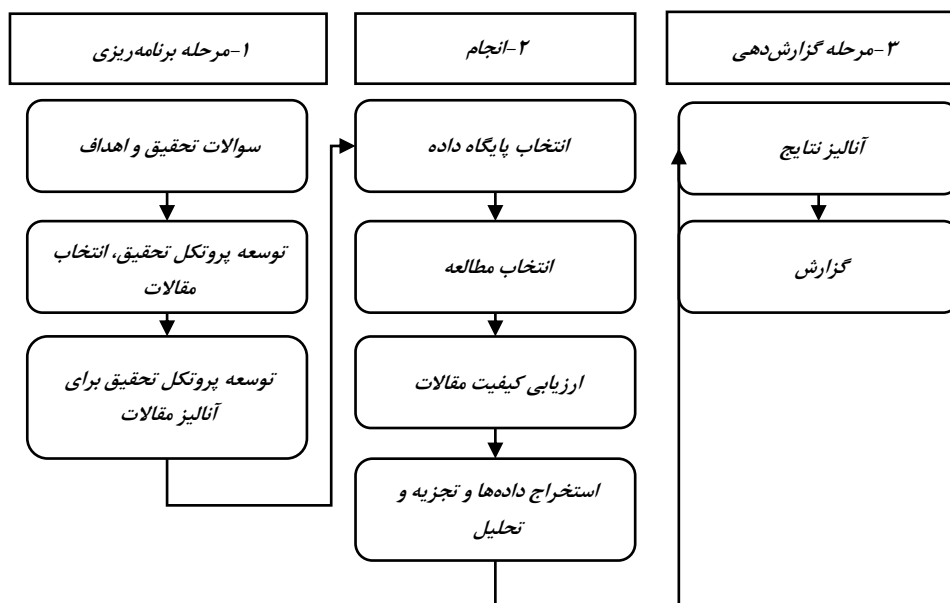 ۱-مرحله برنامه‌ریزی
سوالات تحقیق و اهداف
توسعه پروتکل تحقیق، انتخاب
مقالات
توسعه پروتکل تحقیق برای
آنالیز مقالات
۲-انجام
انتخاب پایگاه داده
انتخاب مطالعه
ارزیابی کیفیت مقالات
استخراج داده‌ها و تجزیه و
تحلیل
۳-مرحله گزارش‌دهی
آنالیز نتایج
گزارش